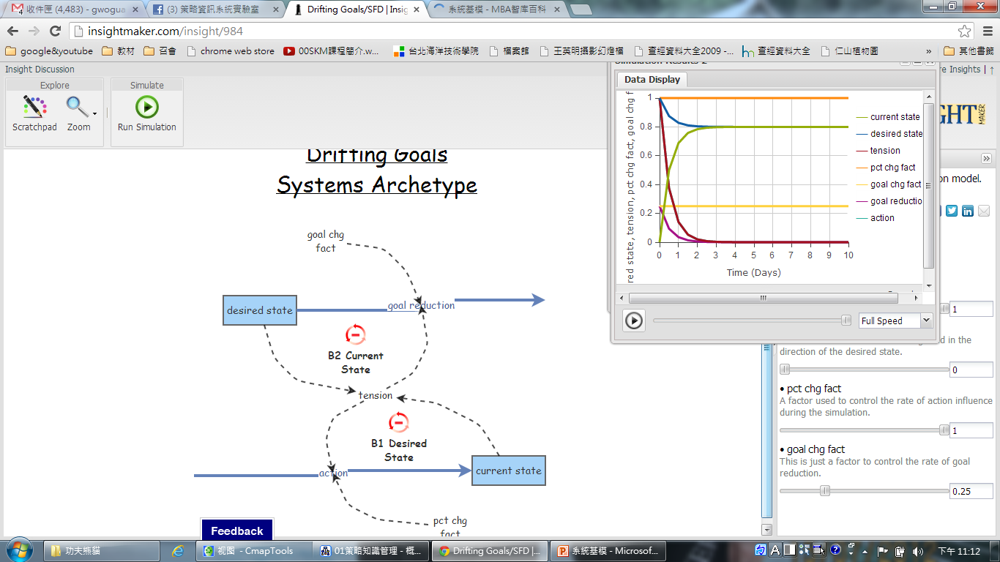 收件匣 (4,483) - gwogua
(3) 策略資訊系統實驗室
Drifting Goals/SFD | Insig
系統基模 - MBA智库百科
insightmaker.com/insight/984
google&youtube
教材
召會
chrome web store
00SKM課程簡介.w...
台北海洋技術學院
檔案館
王英明攝影幻燈檔
查經資料大全2009 -...
查經資料大全
仁山植物園
»
其他書籤
Insight Discussion
re Insights |
Explore
Simulate
Scratchpad
Zoom
Run Simulation
Simulation Results 2
Data Display
red state, tension, pct chg fact, goal chg f
1
0.8
0.6
0.4
0.2
0
0 1 2 3 4 5 6 7 8 9 10
Time (Days)
current state
desired state
tension
pct chg fact
goal chg fact
goal reductio
action
Full Speed
GHT
MAKER
on model.
Drifting Goals
Systems Archetype
goal chg
fact
desired state
goal reduction
B2 Current
State
tension
B1 Desired
State
action
current state
pct chg
fact
Feedback
1
d in the
direction of the desired state.
0
• pct chg fact
A factor used to control the rate of action influence
during the simulation.
1
• goal chg fact
This is just a factor to control the rate of goal
reduction.
0.25
功夫熊貓
视图 - CmapTools
01策略知識管理 - 概...
Drifting Goals/SFD |...
系統基模 - Microsof...
下午 11:12